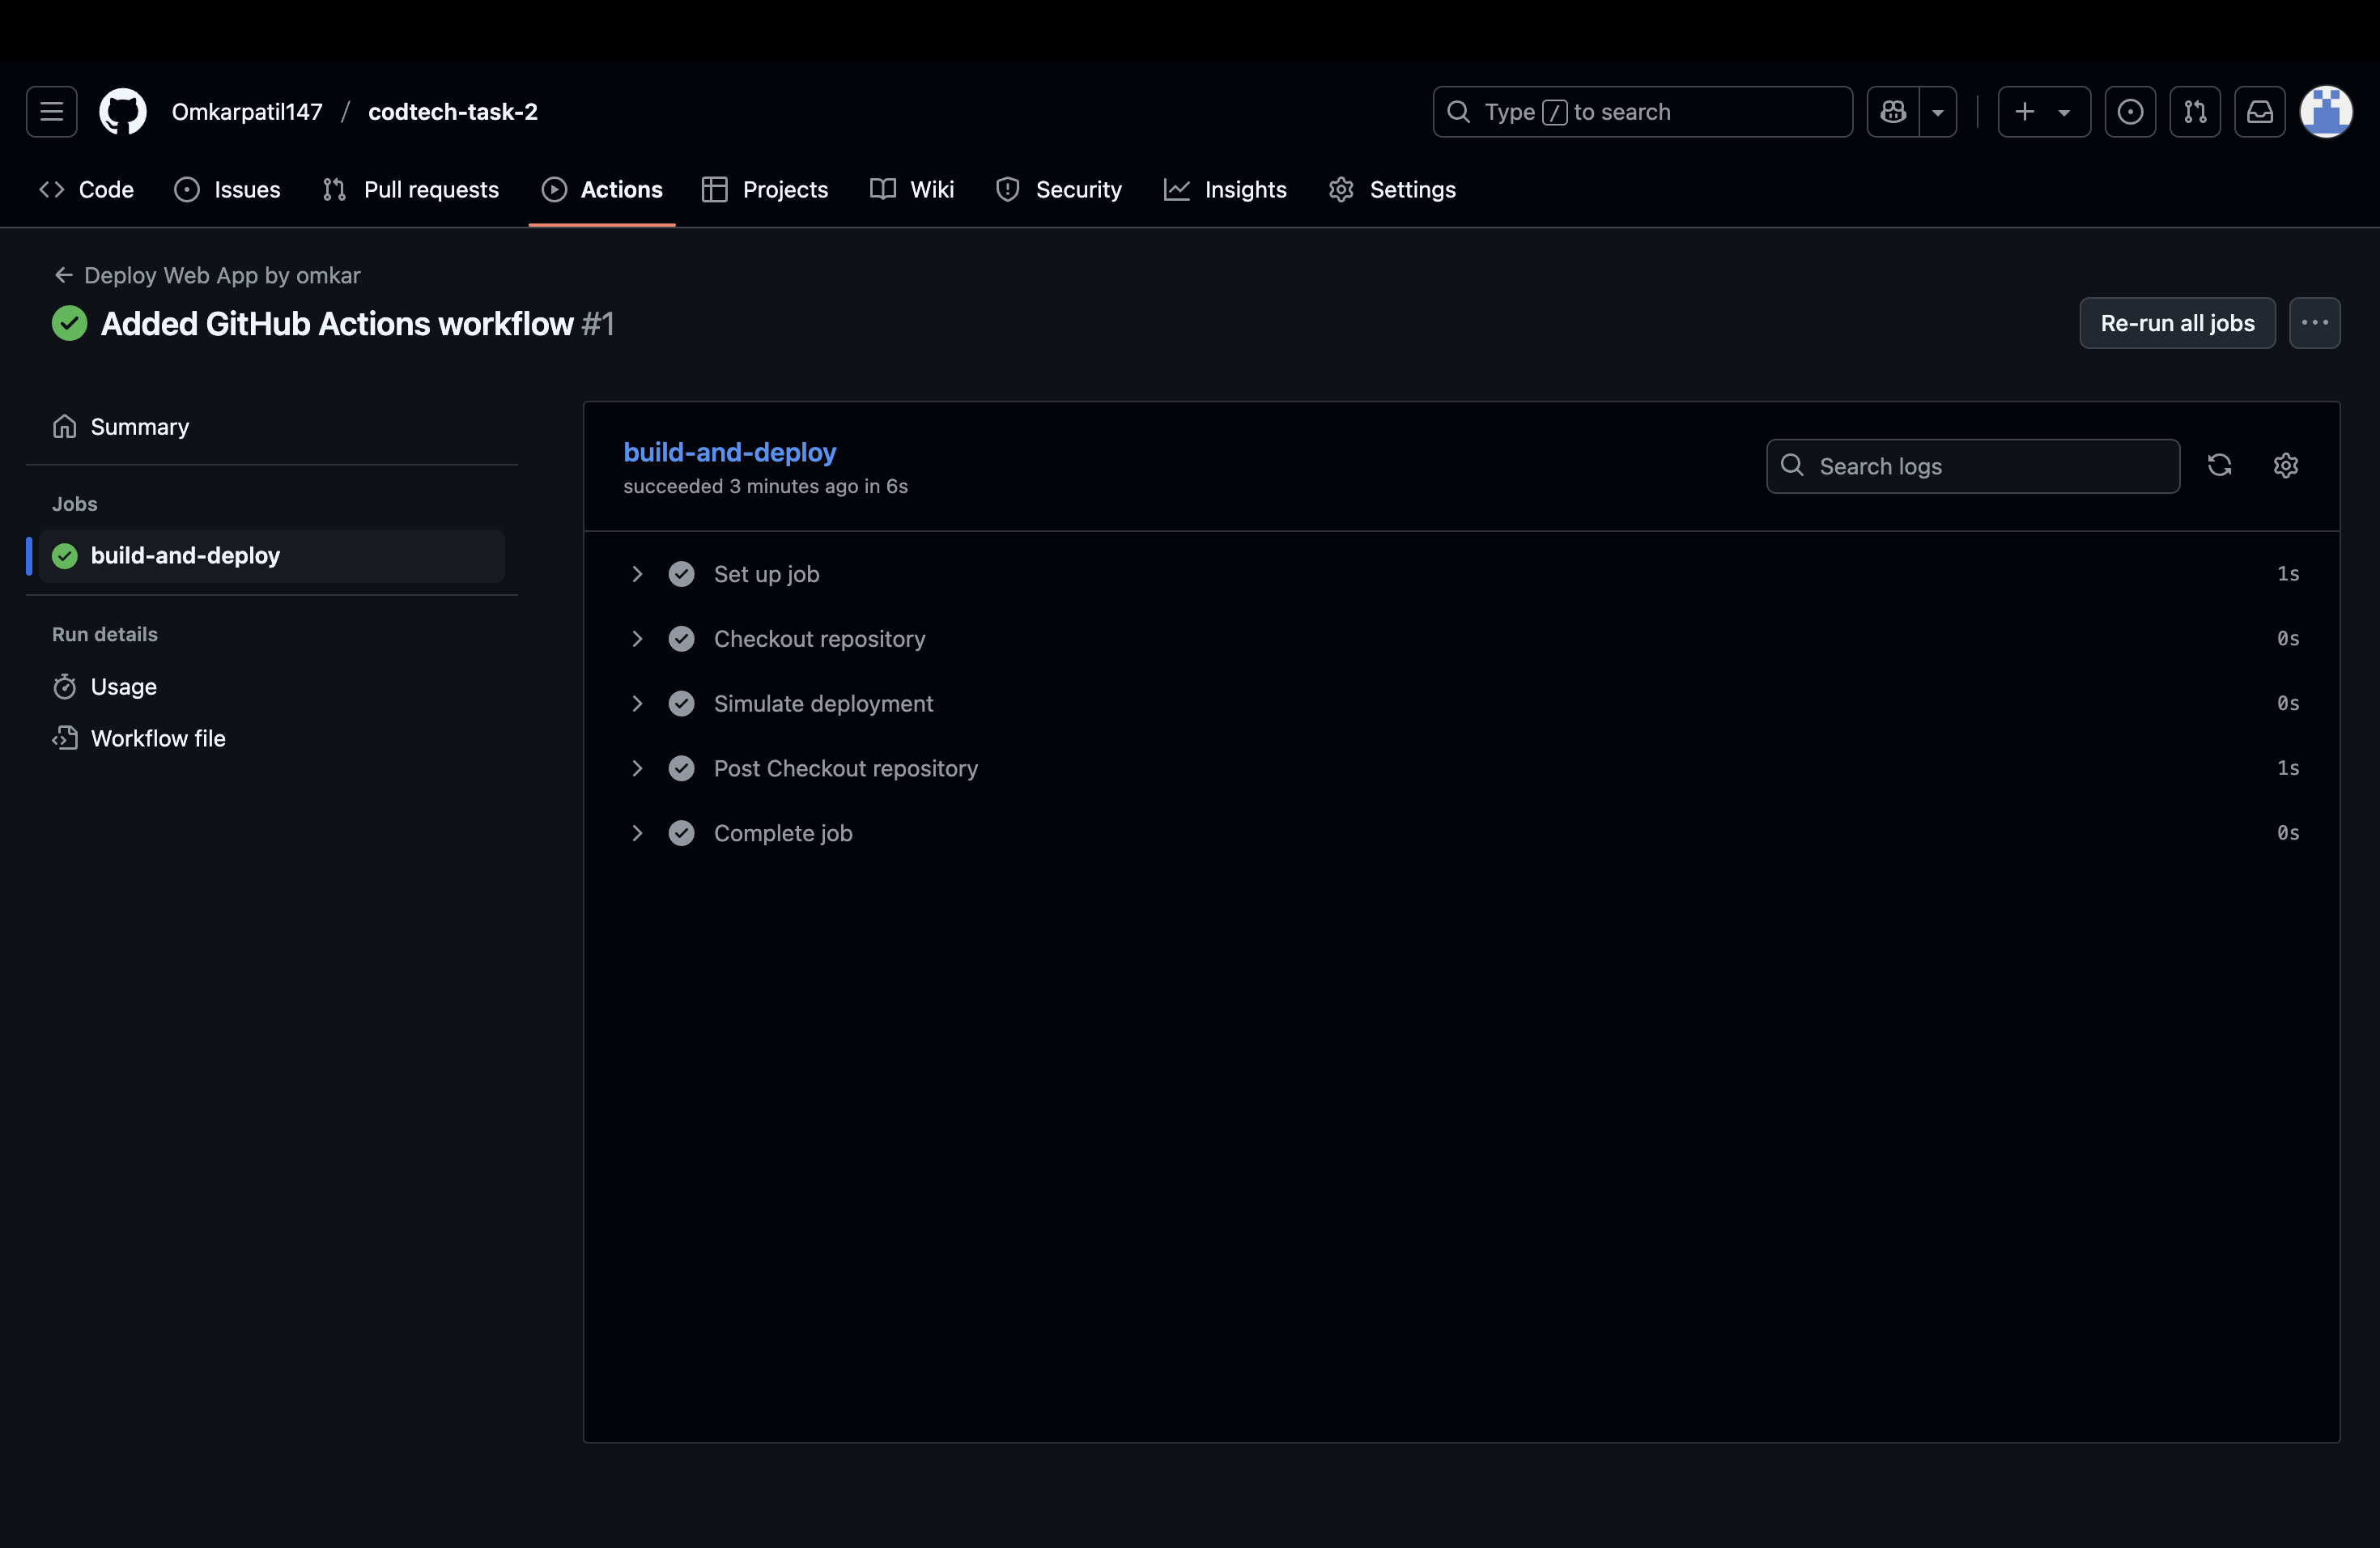 Omkarpatil147 / codtech-task-2
Type / to search
Code Issues Pull requests Actions Projects Wiki Security Insights Settings
Deploy Web App by omkar
Added GitHub Actions workflow #1
Re-run all jobs
Summary
Jobs
build-and-deploy
Run details
Usage
Workflow file
build-and-deploy
succeeded 3 minutes ago in 6s
Search logs
Set up job 1s
Checkout repository 0s
Simulate deployment 0s
Post Checkout repository 1s
Complete job 0s